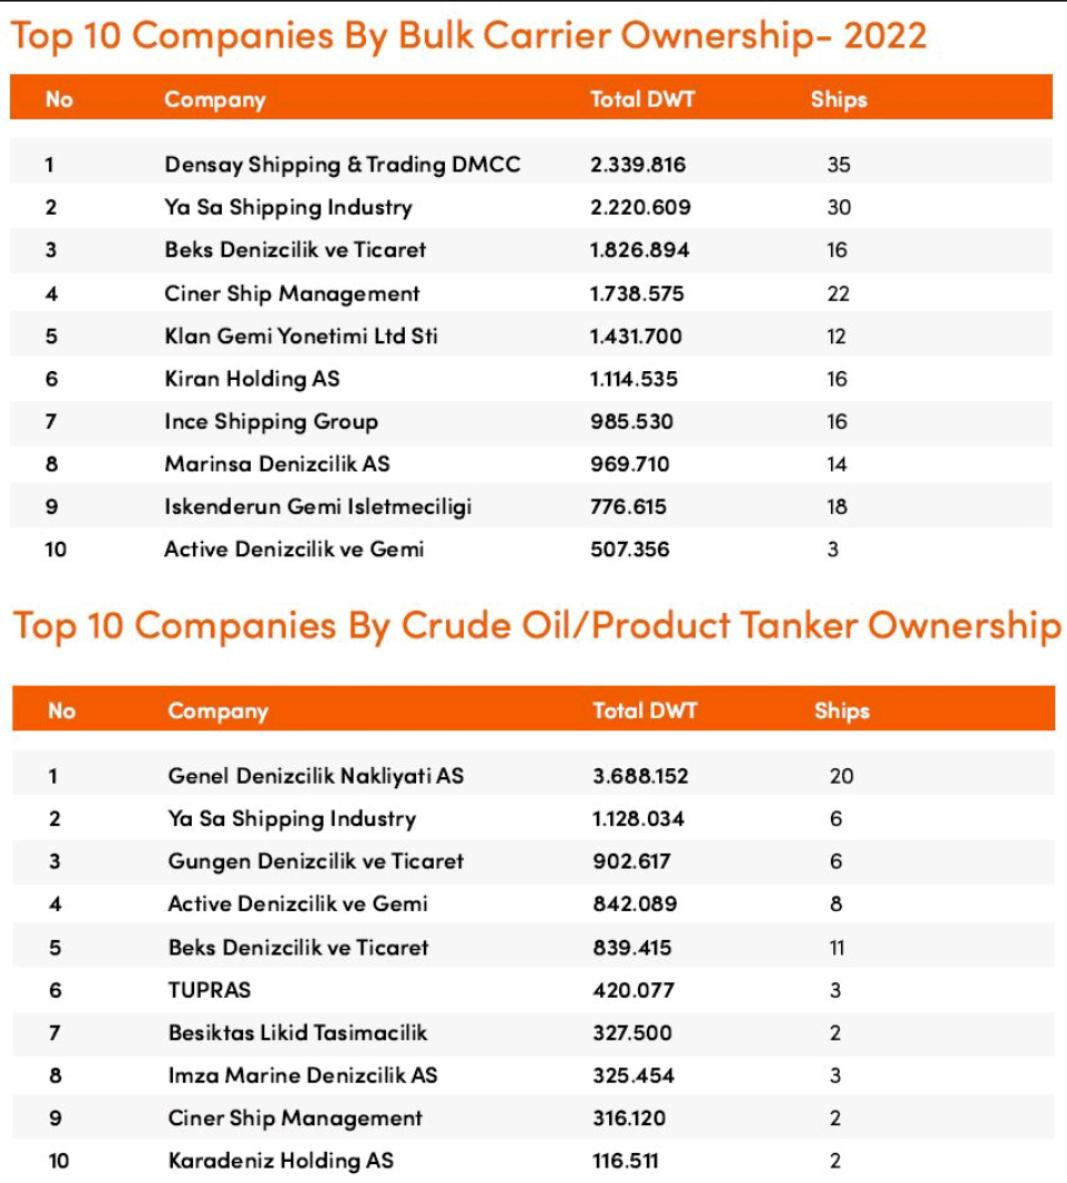 Top 10 Companies By Bulk Carrier Ownership- 2022
No Company Total DWT Ships
1 Densay Shipping & Trading DMCC 2.339.816 35
2 Ya Sa Shipping Industry 2.220.609 30
3 Beks Denizcilik ve Ticaret 1.826.894 16
4 Ciner Ship Management 1.738.575 22
5 Klan Gemi Yonetimi Ltd Sti 1.431.700 12
6 Kiran Holding AS 1.114.535 16
7 Ince Shipping Group 985.530 16
8 Marinsa Denizcilik AS 969.710 14
9 Iskenderun Gemi Isletmeciligi 776.615 18
10 Active Denizcilik ve Gemi 507.356 3
Top 10 Companies By Crude Oil/Product Tanker Ownership
No Company Total DWT Ships
1 Genel Denizcilik Nakliyati AS 3.688.152 20
2 Ya Sa Shipping Industry 1.128.034 6
3 Gungen Denizcilik ve Ticaret 902.617 6
4 Active Denizcilik ve Gemi 842.089 8
5 Beks Denizcilik ve Ticaret 839.415 11
6 TUPRAS 420.077 3
7 Besiktas Likid Tasimacilik 327.500 2
8 Imza Marine Denizcilik AS 325.454 3
9 Ciner Ship Management 316.120 2
10 Karadeniz Holding AS 116.511 2